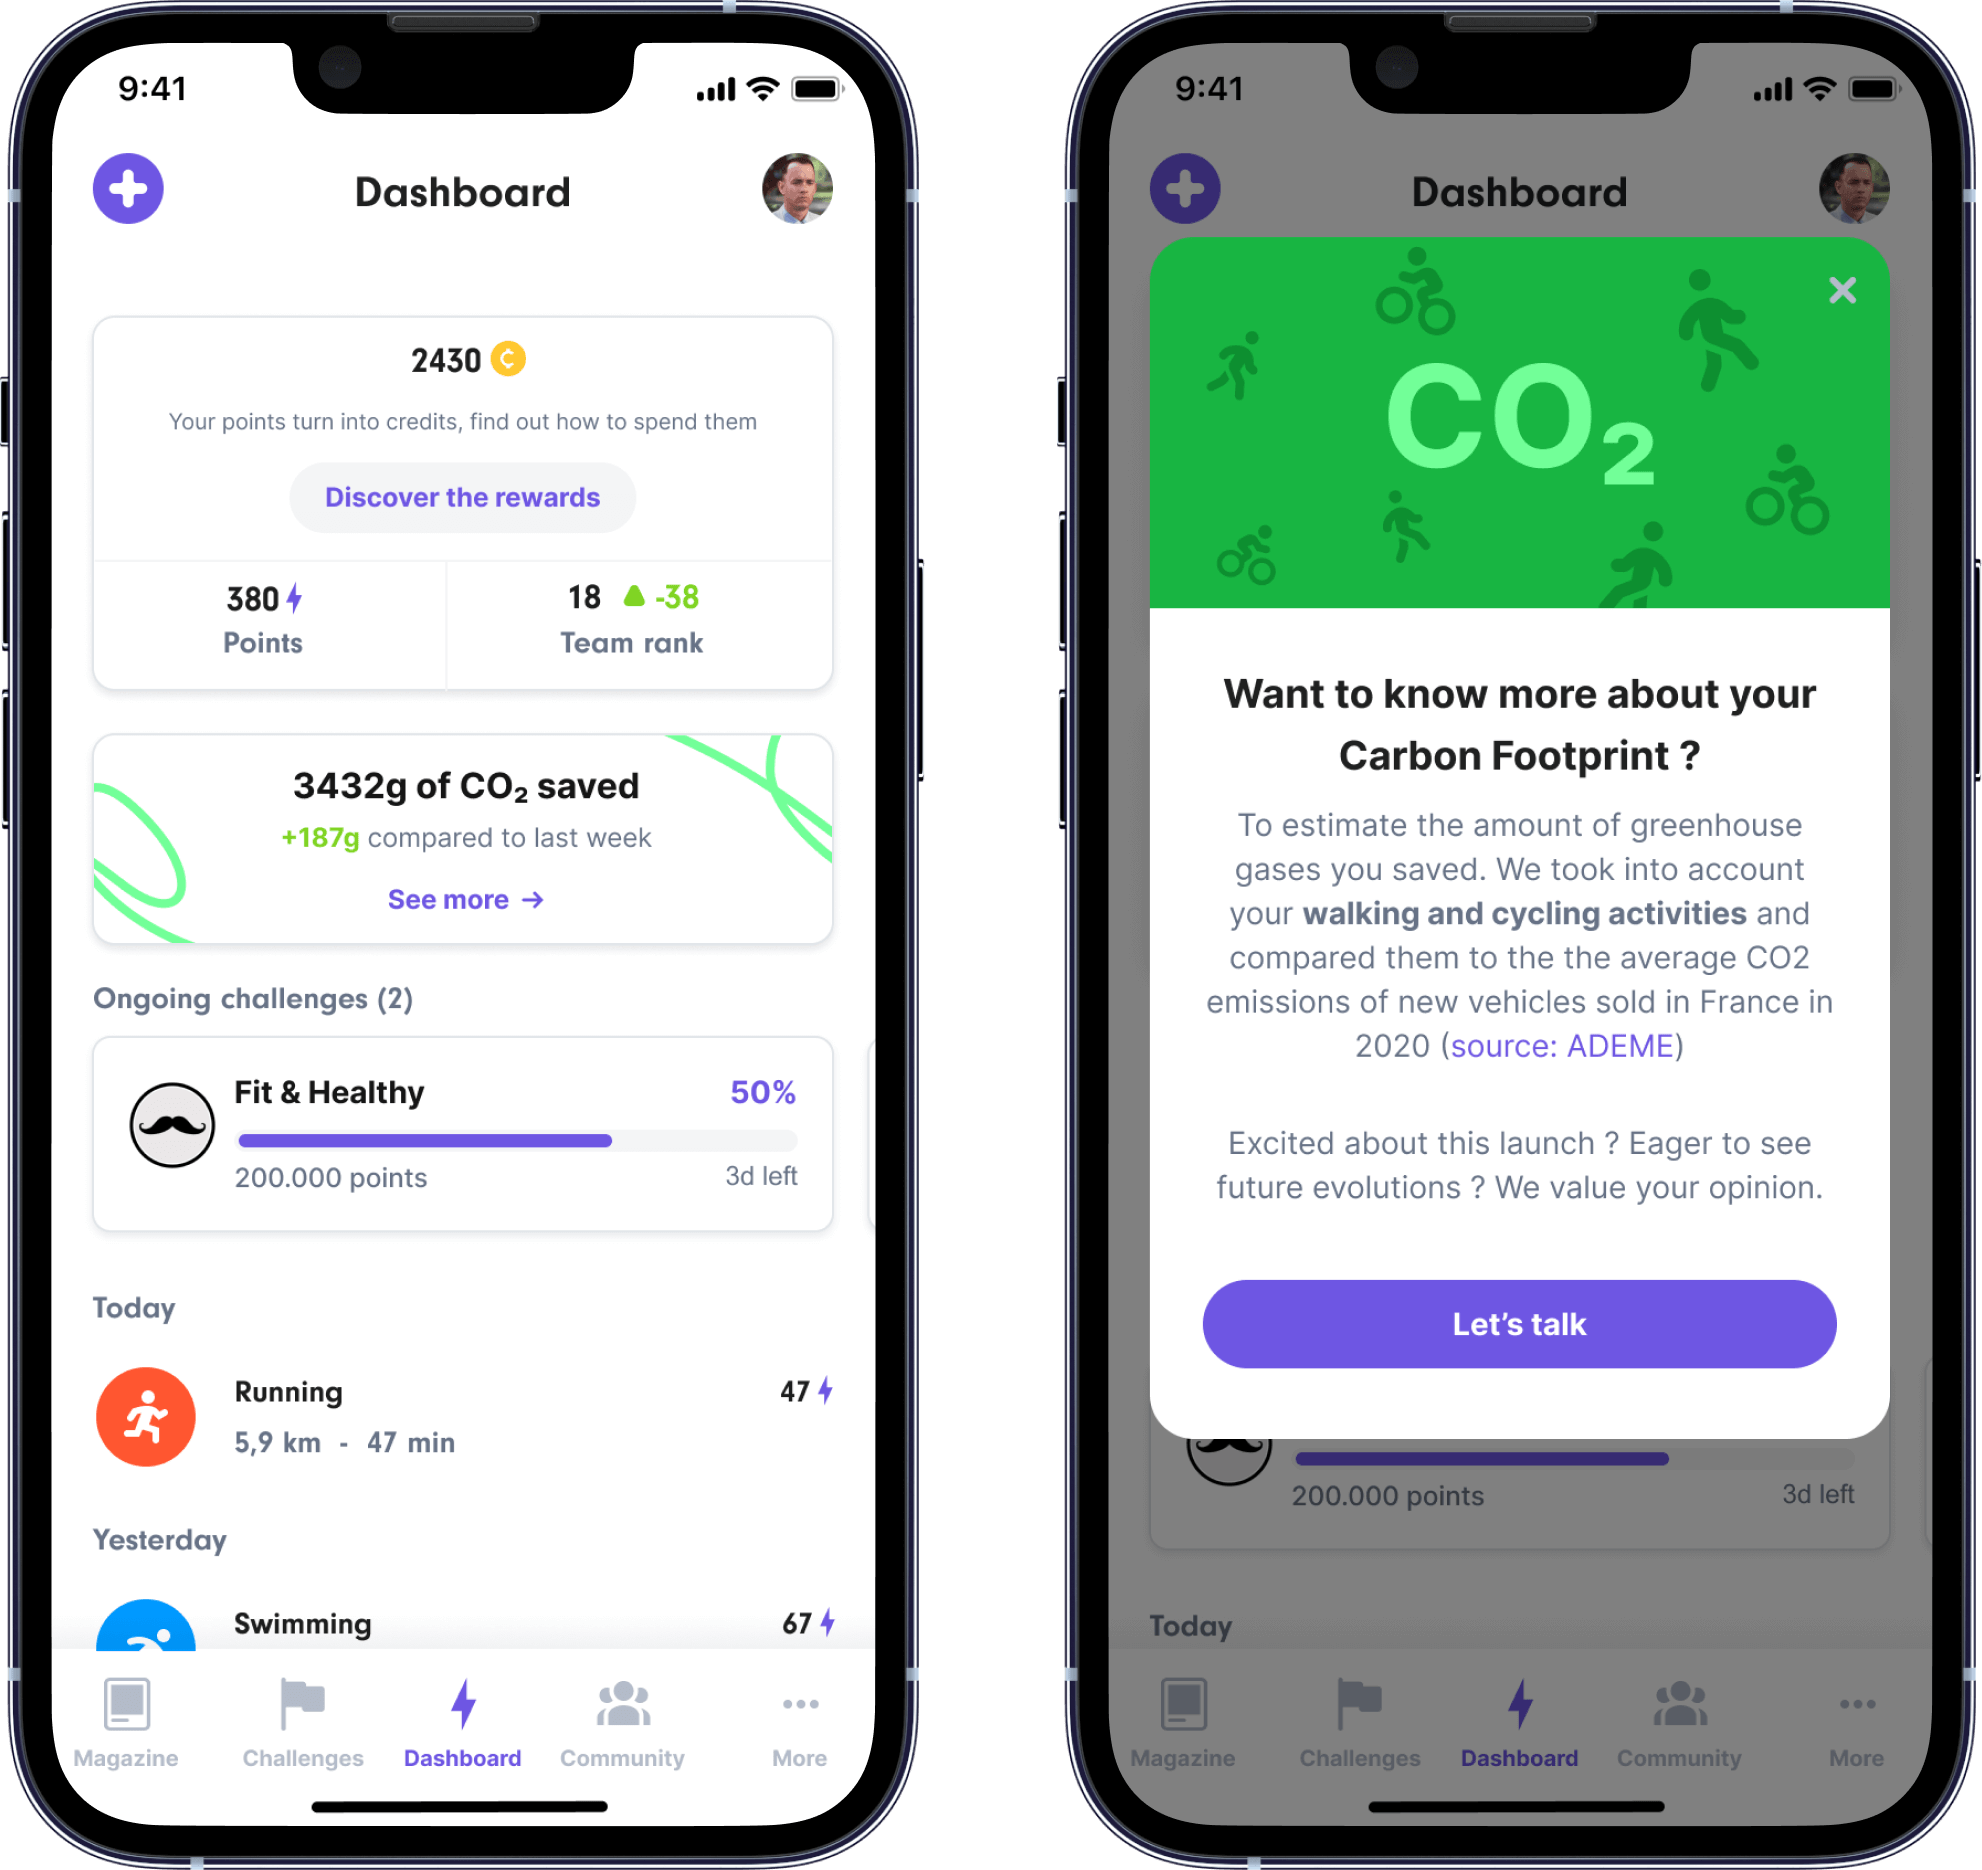 9:41
Dashboard
2430
Your points turn into credits, find out how to spend them
Discover the rewards
380
Points
18 -38
Team rank
3432g of CO₂ saved
+187g compared to last week
See more →
Ongoing challenges (2)
Fit & Healthy 50%
200.000 points 3d left
Today
Running 47
5,9 km - 47 min
Yesterday
Swimming 67
Magazine Challenges Dashboard Community More
9:41
Dashboard
CO₂
Want to know more about your
Carbon Footprint ?
To estimate the amount of greenhouse
gases you saved. We took into account
your walking and cycling activities and
compared them to the the average CO2
emissions of new vehicles sold in France in
2020 (source: ADEME)
Excited about this launch ? Eager to see
future evolutions ? We value your opinion.
Let's talk
200.000 points 3d left
Today
Magazine Challenges Dashboard Community More